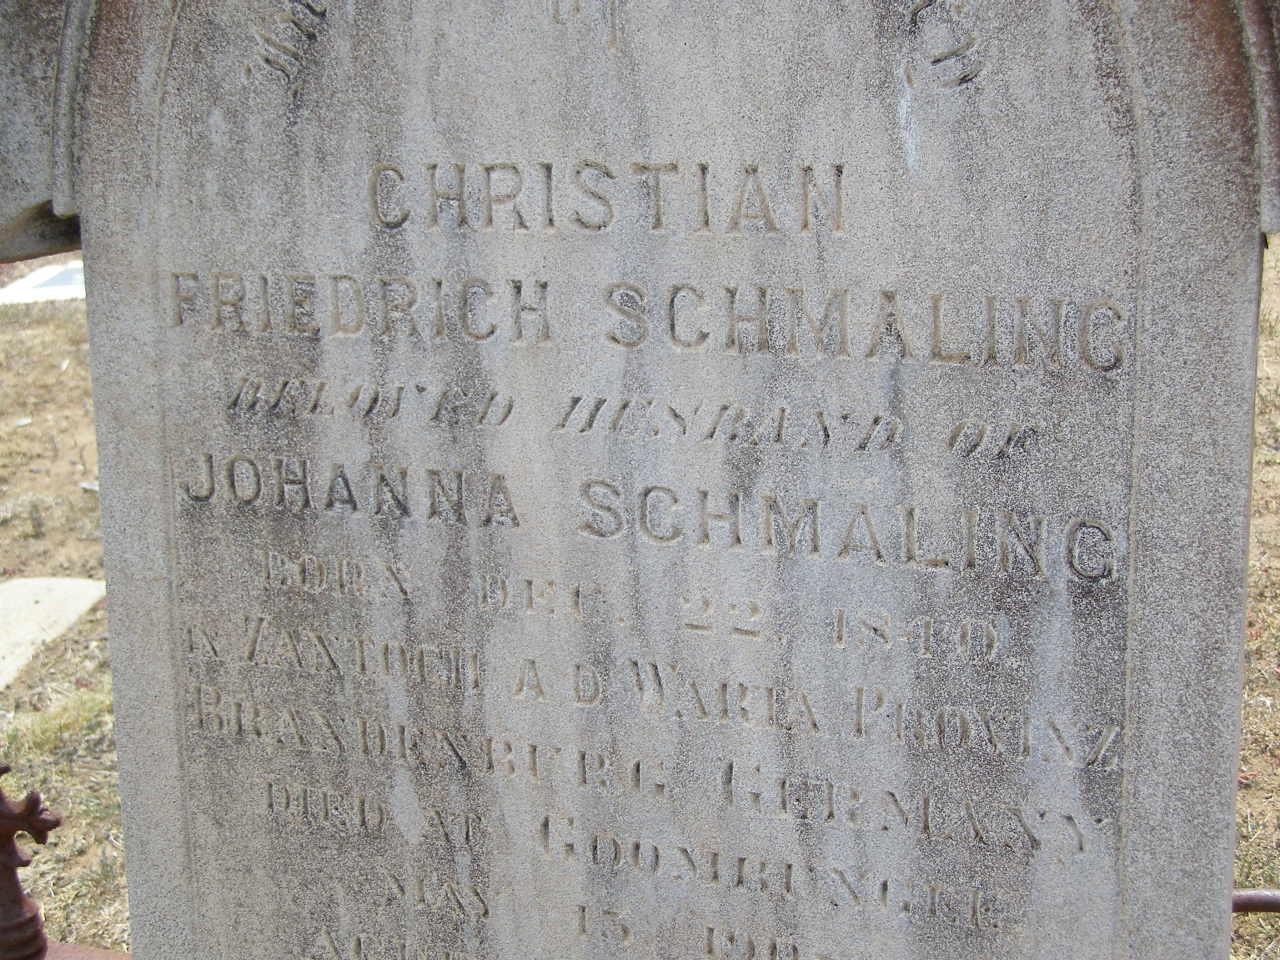 CHRISTIAN
FRIEDRICH SCHMALING
BELOVED HUSBAND OF
JOHANNA SCHMALING
BORN DEC. 22. 1840
IN ZANTOCH A D WARTA PROVINZ
BRANDENBURG GERMANY
DIED AT GOOMBUNGEE
MAY 15